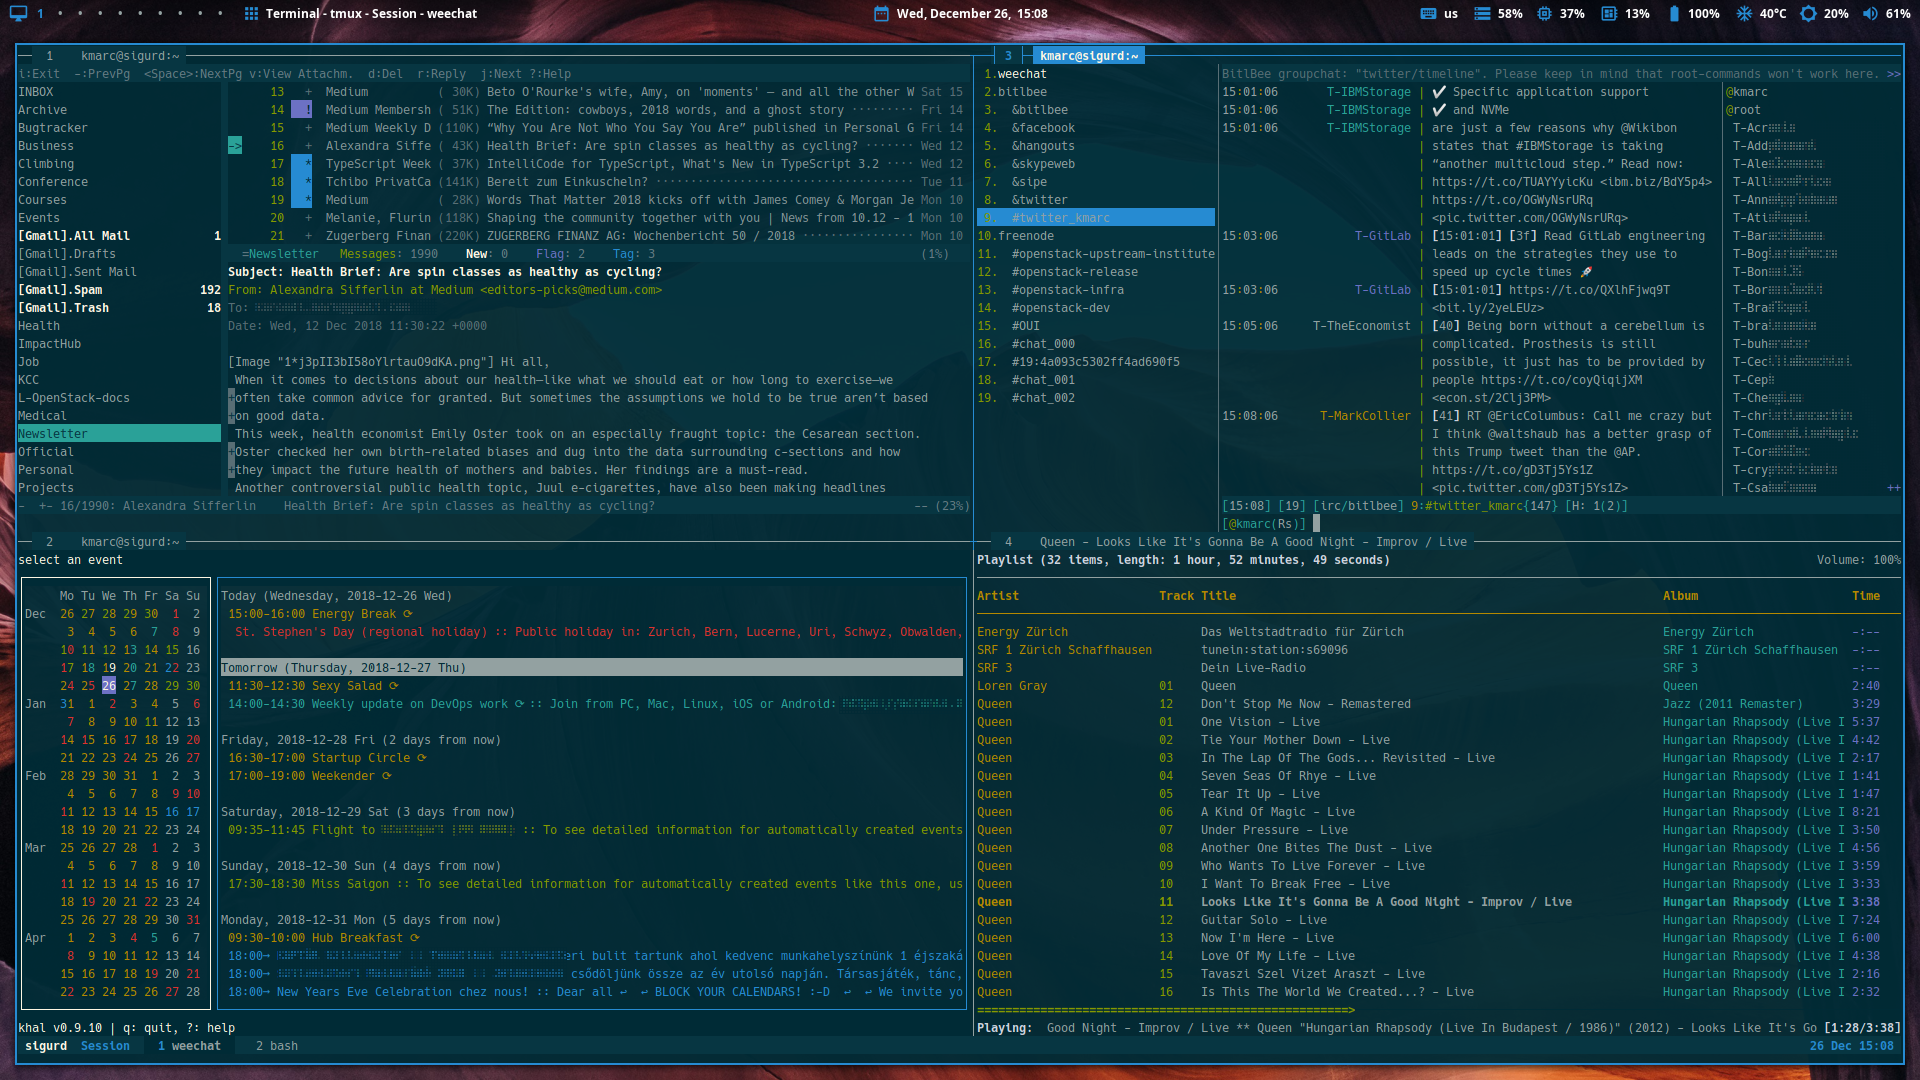 1 Terminal - tmux - Session - weechat Wed, December 26, 15:08 us 58% 37% 13% 100% 40°C 20% 61%
1 kmarc@sigurd:~
i:Exit -:PrevPg <Space>:NextPg v:View Attachm. d:Del r:Reply j:Next ?:Help
INBOX
Archive
Bugtracker
Business
Climbing
Conference
Courses
Events
[Gmail].All Mail 1
[Gmail].Drafts
[Gmail].Sent Mail
[Gmail].Spam 192
[Gmail].Trash 18
Health
ImpactHub
Job
KCC
L-OpenStack-docs
Medical
Newsletter
Official
Personal
Projects
13 + Medium ( 30K) Beto O'Rourke's wife, Amy, on 'moments' — and all the other W Sat 15
14 ! Medium Membersh ( 51K) The Edition: cowboys, 2018 words, and a ghost story ········· Fri 14
15 + Medium Weekly D (110K) “Why You Are Not Who You Say You Are” published in Personal G Fri 14
-> 16 + Alexandra Siffe ( 43K) Health Brief: Are spin classes as healthy as cycling? ······· Wed 12
17 * TypeScript Week ( 37K) IntelliCode for TypeScript, What's New in TypeScript 3.2 ···· Wed 12
18 * Tchibo PrivatCa (141K) Bereit zum Einkuscheln? ····································· Tue 11
19 * Medium ( 28K) Words That Matter 2018 kicks off with James Comey & Morgan Je Mon 10
20 + Melanie, Flurin (118K) Shaping the community together with you | News from 10.12 - 1 Mon 10
21 + Zugerberg Finan (220K) ZUGERBERG FINANZ AG: Wochenbericht 50 / 2018 ················ Mon 10
=Newsletter Messages: 1990 New: 0 Flag: 2 Tag: 3 (1%)
Subject: Health Brief: Are spin classes as healthy as cycling?
From: Alexandra Sifferlin at Medium <editors-picks@medium.com>
To:
Date: Wed, 12 Dec 2018 11:30:22 +0000
[Image "1*j3pII3bI58oYlrtauO9dKA.png"] Hi all,
When it comes to decisions about our health—like what we should eat or how long to exercise—we
+often take common advice for granted. But sometimes the assumptions we hold to be true aren’t based
+on good data.
This week, health economist Emily Oster took on an especially fraught topic: the Cesarean section.
+Oster checked her own birth-related biases and dug into the data surrounding c-sections and how
+they impact the future health of mothers and babies. Her findings are a must-read.
Another controversial public health topic, Juul e-cigarettes, have also been making headlines
- +- 16/1990: Alexandra Sifferlin Health Brief: Are spin classes as healthy as cycling? -- (23%)
3 kmarc@sigurd:~
1.weechat
2.bitlbee
3. &bitlbee
4. &facebook
5. &hangouts
6. &skypeweb
7. &sipe
8. &twitter
9. #twitter_kmarc
10.freenode
11. #openstack-upstream-institute
12. #openstack-release
13. #openstack-infra
14. #openstack-dev
15. #OUI
16. #chat_000
17. #19:4a093c5302ff4ad690f5
18. #chat_001
19. #chat_002
BitlBee groupchat: "twitter/timeline". Please keep in mind that root-commands won't work here. >>
15:01:06 T-IBMStorage | ✔ Specific application support
15:01:06 T-IBMStorage | ✔ and NVMe
15:01:06 T-IBMStorage | are just a few reasons why @Wikibon
| states that #IBMStorage is taking
| “another multicloud step.” Read now:
| https://t.co/TUAYYyicKu <ibm.biz/BdY5p4>
| https://t.co/OGWyNsrURq
| <pic.twitter.com/OGWyNsrURq>
15:03:06 T-GitLab | [15:01:01] [3f] Read GitLab engineering
| leads on the strategies they use to
| speed up cycle times 🚀
15:03:06 T-GitLab | [15:01:01] https://t.co/QXlhFjwq9T
| <bit.ly/2yeLEUz>
15:05:06 T-TheEconomist | [40] Being born without a cerebellum is
| complicated. Prosthesis is still
| possible, it just has to be provided by
| people https://t.co/coyQiqijXM
| <econ.st/2Clj3PM>
15:08:06 T-MarkCollier | [41] RT @EricColumbus: Call me crazy but
| I think @waltshaub has a better grasp of
| this Trump tweet than the @AP.
| https://t.co/gD3Tj5Ys1Z
| <pic.twitter.com/gD3Tj5Ys1Z>
@kmarc
@root
T-Acr
T-Add
T-Ale
T-All
T-Ann
T-Ati
T-Bar
T-Bog
T-Bon
T-Bor
T-Bra
T-bra
T-buh
T-Cec
T-Cep
T-Che
T-chr
T-Com
T-Cor
T-cry
T-Csa ++
[15:08] [19] [irc/bitlbee] 9:#twitter_kmarc{147} [H: 1(2)]
[@kmarc(Rs)]
2 kmarc@sigurd:~
select an event
Mo Tu We Th Fr Sa Su
Dec 26 27 28 29 30 1 2
3 4 5 6 7 8 9
10 11 12 13 14 15 16
17 18 19 20 21 22 23
24 25 26 27 28 29 30
Jan 31 1 2 3 4 5 6
7 8 9 10 11 12 13
14 15 16 17 18 19 20
21 22 23 24 25 26 27
Feb 28 29 30 31 1 2 3
4 5 6 7 8 9 10
11 12 13 14 15 16 17
18 19 20 21 22 23 24
Mar 25 26 27 28 1 2 3
4 5 6 7 8 9 10
11 12 13 14 15 16 17
18 19 20 21 22 23 24
25 26 27 28 29 30 31
Apr 1 2 3 4 5 6 7
8 9 10 11 12 13 14
15 16 17 18 19 20 21
22 23 24 25 26 27 28
Today (Wednesday, 2018-12-26 Wed)
15:00-16:00 Energy Break ⟳
St. Stephen's Day (regional holiday) :: Public holiday in: Zurich, Bern, Lucerne, Uri, Schwyz, Obwalden,
Tomorrow (Thursday, 2018-12-27 Thu)
11:30-12:30 Sexy Salad ⟳
14:00-14:30 Weekly update on DevOps work ⟳ :: Join from PC, Mac, Linux, iOS or Android:
Friday, 2018-12-28 Fri (2 days from now)
16:30-17:00 Startup Circle ⟳
17:00-19:00 Weekender ⟳
Saturday, 2018-12-29 Sat (3 days from now)
09:35-11:45 Flight to :: To see detailed information for automatically created events
Sunday, 2018-12-30 Sun (4 days from now)
17:30-18:30 Miss Saigon :: To see detailed information for automatically created events like this one, us
Monday, 2018-12-31 Mon (5 days from now)
09:30-10:00 Hub Breakfast ⟳
18:00→ eri bulit tartunk ahol kedvenc munkahelyszínünk 1 éjszaká
18:00→ csődöljünk össze az év utolsó napján. Társasjáték, tánc,
18:00→ New Years Eve Celebration chez nous! :: Dear all ↩ ↩ BLOCK YOUR CALENDARS! :-D ↩ ↩ We invite yo
khal v0.9.10 | q: quit, ?: help
4 Queen - Looks Like It's Gonna Be A Good Night - Improv / Live
Playlist (32 items, length: 1 hour, 52 minutes, 49 seconds) Volume: 100%
Artist Track Title Album Time
Energy Zürich Das Weltstadtradio für Zürich Energy Zürich -:--
SRF 1 Zürich Schaffhausen tunein:station:s69096 SRF 1 Zürich Schaffhausen -:--
SRF 3 Dein Live-Radio SRF 3 -:--
Loren Gray 01 Queen Queen 2:40
Queen 12 Don't Stop Me Now - Remastered Jazz (2011 Remaster) 3:29
Queen 01 One Vision - Live Hungarian Rhapsody (Live I 5:37
Queen 02 Tie Your Mother Down - Live Hungarian Rhapsody (Live I 4:42
Queen 03 In The Lap Of The Gods... Revisited - Live Hungarian Rhapsody (Live I 2:17
Queen 04 Seven Seas Of Rhye - Live Hungarian Rhapsody (Live I 1:41
Queen 05 Tear It Up - Live Hungarian Rhapsody (Live I 1:47
Queen 06 A Kind Of Magic - Live Hungarian Rhapsody (Live I 8:21
Queen 07 Under Pressure - Live Hungarian Rhapsody (Live I 3:50
Queen 08 Another One Bites The Dust - Live Hungarian Rhapsody (Live I 4:56
Queen 09 Who Wants To Live Forever - Live Hungarian Rhapsody (Live I 3:59
Queen 10 I Want To Break Free - Live Hungarian Rhapsody (Live I 3:33
Queen 11 Looks Like It's Gonna Be A Good Night - Improv / Live Hungarian Rhapsody (Live I 3:38
Queen 12 Guitar Solo - Live Hungarian Rhapsody (Live I 7:24
Queen 13 Now I'm Here - Live Hungarian Rhapsody (Live I 6:00
Queen 14 Love Of My Life - Live Hungarian Rhapsody (Live I 4:38
Queen 15 Tavaszi Szel Vizet Araszt - Live Hungarian Rhapsody (Live I 2:16
Queen 16 Is This The World We Created...? - Live Hungarian Rhapsody (Live I 2:32
Playing: Good Night - Improv / Live ** Queen "Hungarian Rhapsody (Live In Budapest / 1986)" (2012) - Looks Like It's Go [1:28/3:38]
sigurd Session 1 weechat 2 bash 26 Dec 15:08